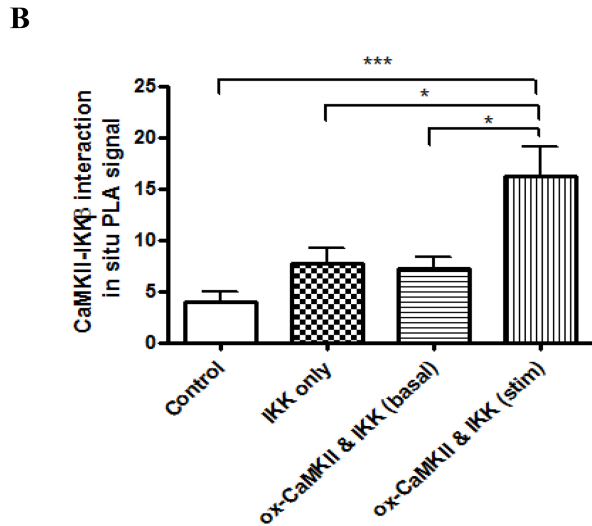 B
***
*
*
25
20
15
10
5
0
CaMKII-IKKβ interaction
in situ PLA signal
Control
IKK only
ox-CaMKII & IKK (basal)
ox-CaMKII & IKK (stim)